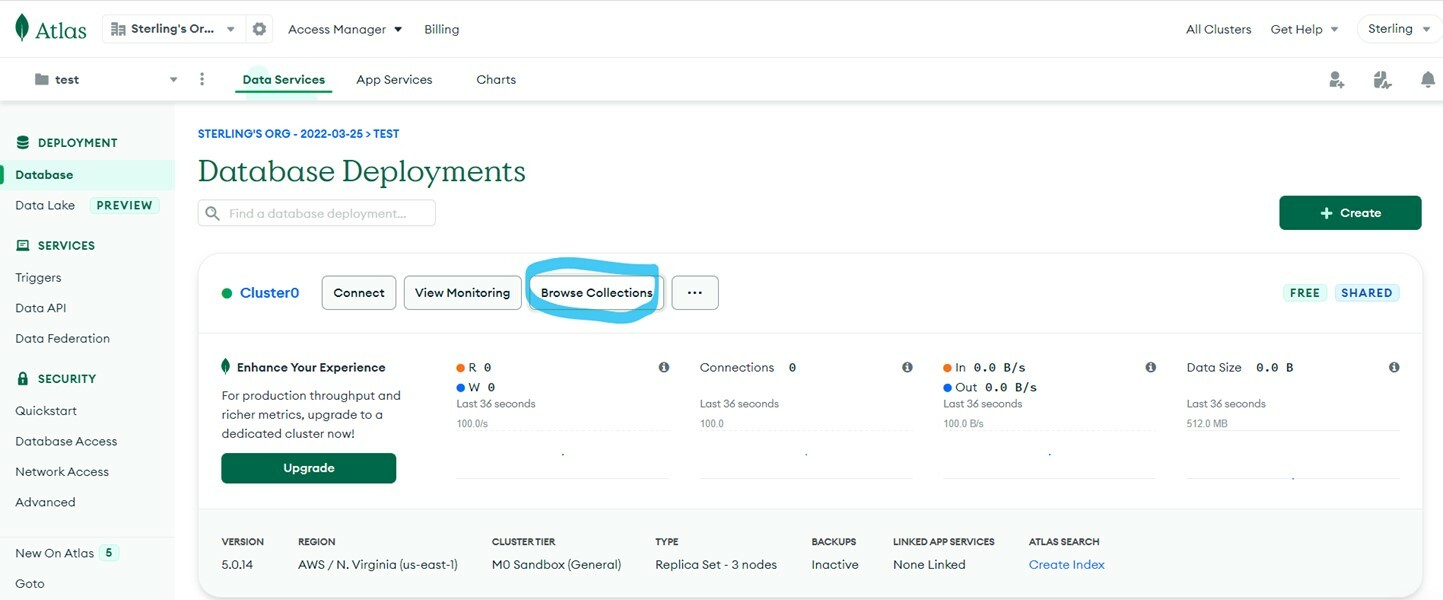 Atlas
Sterling's Or...
Access Manager
Billing
All Clusters
Get Help
Sterling
test
Data Services
App Services
Charts
DEPLOYMENT
Database
Data Lake PREVIEW
SERVICES
Triggers
Data API
Data Federation
SECURITY
Quickstart
Database Access
Network Access
Advanced
New On Atlas 5
Goto
STERLING'S ORG - 2022-03-25 > TEST
Database Deployments
Find a database deployment...
+ Create
Cluster0
Connect
View Monitoring
Browse Collections
...
FREE
SHARED
Enhance Your Experience
For production throughput and
richer metrics, upgrade to a
dedicated cluster now!
Upgrade
R 0
W 0
Last 36 seconds
100.0/s
Connections 0
Last 36 seconds
100.0
In 0.0 B/s
Out 0.0 B/s
Last 36 seconds
100.0 B/s
Data Size 0.0 B
Last 36 seconds
512.0 MB
VERSION
5.0.14
REGION
AWS / N. Virginia (us-east-1)
CLUSTER TIER
M0 Sandbox (General)
TYPE
Replica Set - 3 nodes
BACKUPS
Inactive
LINKED APP SERVICES
None Linked
ATLAS SEARCH
Create Index